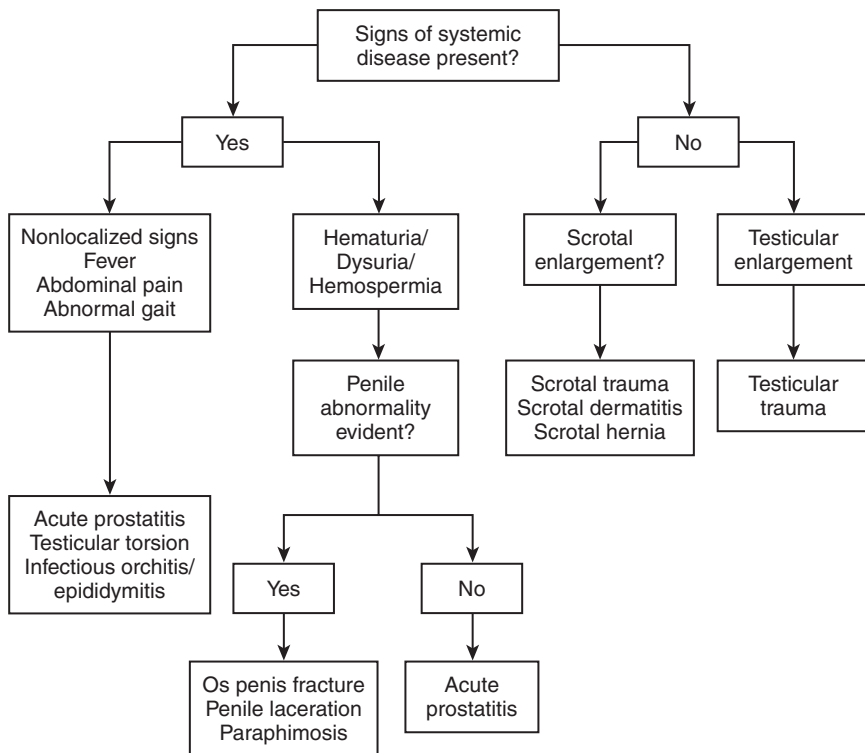 Signs of systemic
disease present?
Yes
No
Nonlocalized signs
Fever
Abdominal pain
Abnormal gait
Hematuria/
Dysuria/
Hemospermia
Scrotal
enlargement?
Testicular
enlargement
Penile
abnormality
evident?
Scrotal trauma
Scrotal dermatitis
Scrotal hernia
Testicular
trauma
Acute prostatitis
Testicular torsion
Infectious orchitis/
epididymitis
Yes
No
Os penis fracture
Penile laceration
Paraphimosis
Acute
prostatitis